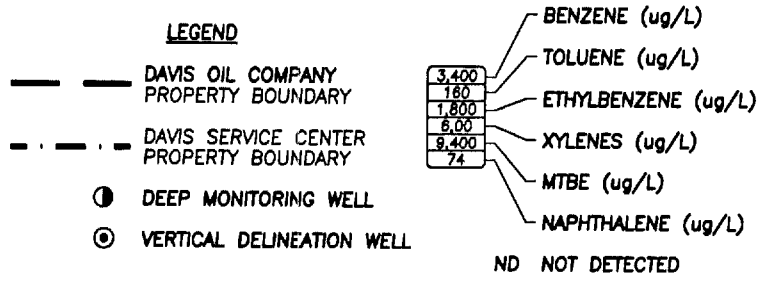 LEGEND
DAVIS OIL COMPANY
PROPERTY BOUNDARY
DAVIS SERVICE CENTER
PROPERTY BOUNDARY
DEEP MONITORING WELL
VERTICAL DELINEATION WELL
3,400
160
1,800
6,00
9,400
74
BENZENE (ug/L)
TOLUENE (ug/L)
ETHYLBENZENE (ug/L)
XYLENES (ug/L)
MTBE (ug/L)
NAPHTHALENE (ug/L)
ND NOT DETECTED